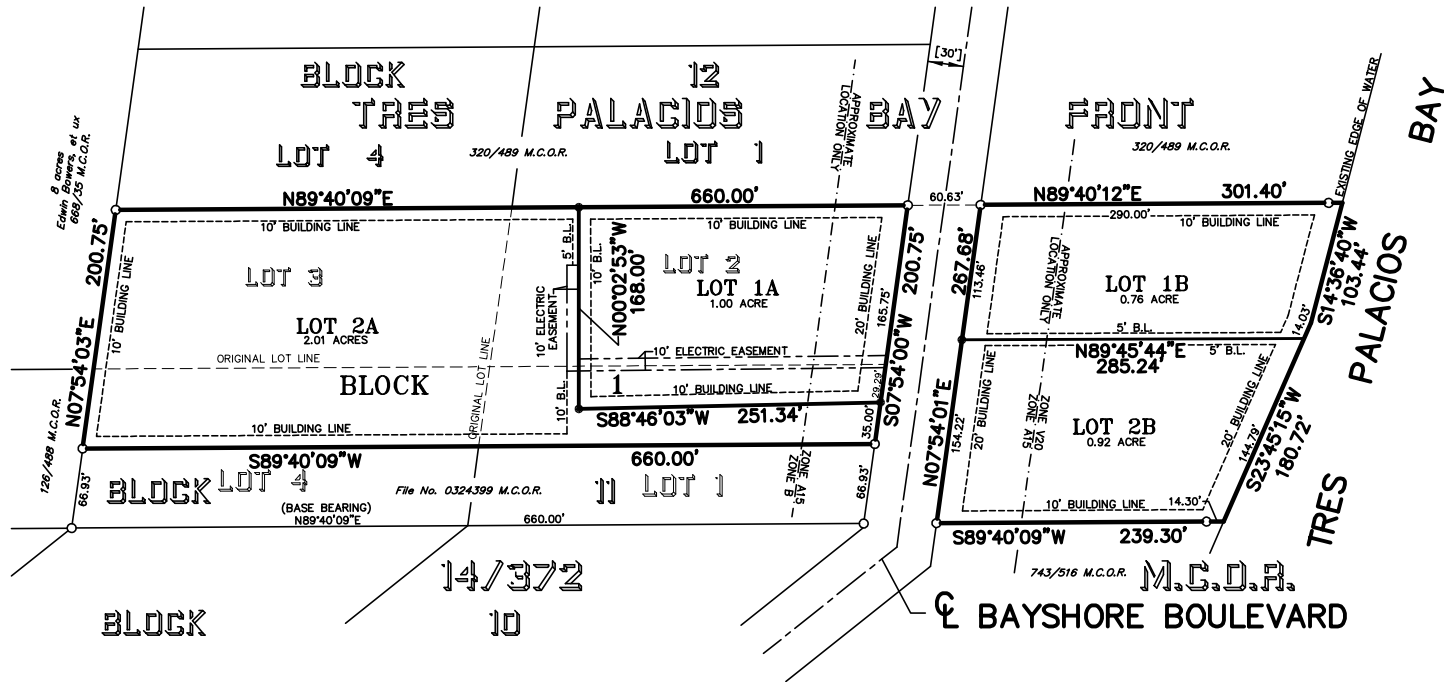 BLOCK 12
TRES PALACIOS BAY FRONT
LOT 4
320/489 M.C.O.R.
LOT 1
320/489 M.C.O.R.
[30']
APPROXIMATE
LOCATION ONLY
EXISTING EDGE OF WATER
BAY
PALACIOS
TRES
8 acres
Edwin Bowers, et ux
668/35 M.C.O.R.
N89°40'09"E
660.00'
60.63'
N89°40'12"E
301.40'
290.00'
10' BUILDING LINE
10' BUILDING LINE
10' BUILDING LINE
N07°54'03"E
200.75'
10' BUILDING LINE
LOT 3
LOT 2A
2.01 ACRES
ORIGINAL LOT LINE
ORIGINAL LOT LINE
BLOCK 1
10' BUILDING LINE
5' B.L.
10' B.L.
10' B.L.
10' ELECTRIC
EASEMENT
N00°02'53"W
168.00'
LOT 2
LOT 1A
1.00 ACRE
10' ELECTRIC EASEMENT
10' BUILDING LINE
20' BUILDING LINE
165.75'
29.29'
35.00'
S07°54'00"W
200.75'
S88°46'03"W
251.34'
S89°40'09"W
660.00'
126/488 M.C.O.R.
66.93'
BLOCK 11
LOT 4
LOT 1
File No. 0324399 M.C.O.R.
(BASE BEARING)
N89°40'09"E
660.00'
66.93'
ZONE A15
ZONE B
267.68'
113.46'
N07°54'01"E
154.22'
APPROXIMATE
LOCATION ONLY
LOT 1B
0.76 ACRE
5' B.L.
14.03'
S14°36'40"W
103.44'
N89°45'44"E
285.24'
5' B.L.
20' BUILDING LINE
ZONE V20
ZONE A15
LOT 2B
0.92 ACRE
20' BUILDING LINE
144.79'
S23°45'15"W
180.72'
10' BUILDING LINE
14.30'
S89°40'09"W
239.30'
743/516 M.C.O.R.
14/372
M.C.D.R.
BLOCK 10
℄ BAYSHORE BOULEVARD